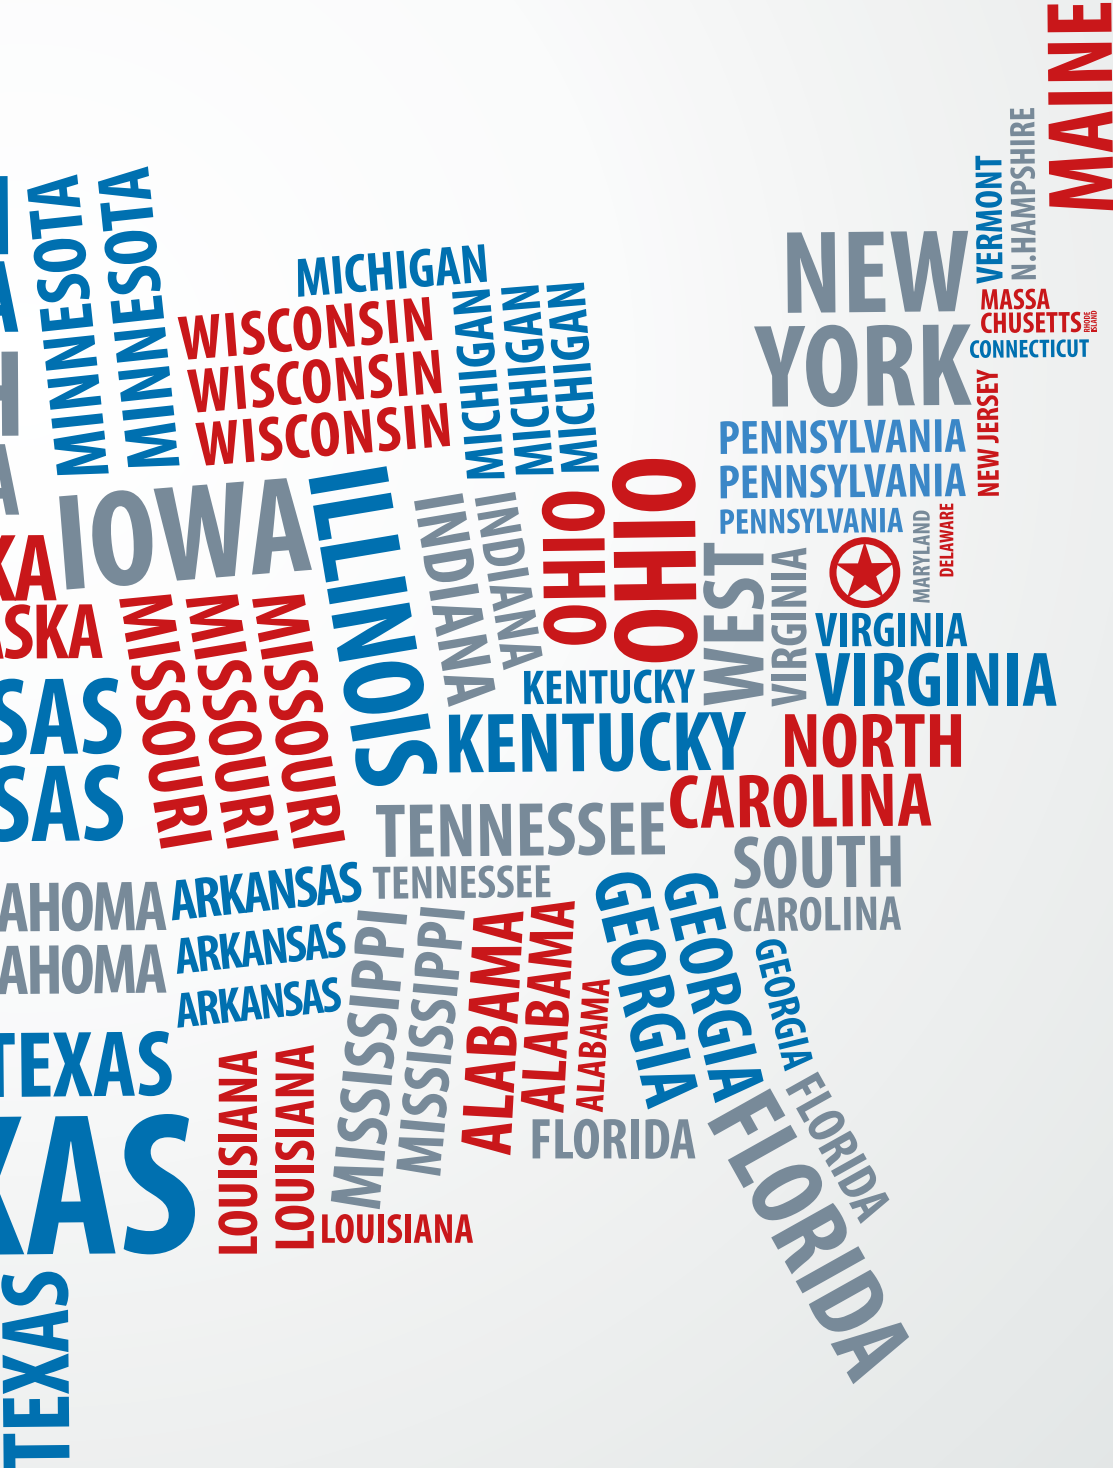 MAINE
N.HAMPSHIRE
VERMONT
MINNESOTA
MINNESOTA
NEW
YORK
MASSA
CHUSETTS
RHODE
ISLAND
CONNECTICUT
NEW JERSEY
MICHIGAN
MICHIGAN
MICHIGAN
MICHIGAN
WISCONSIN
WISCONSIN
WISCONSIN
PENNSYLVANIA
PENNSYLVANIA
PENNSYLVANIA
MARYLAND
DELAWARE
IOWA
ILLINOIS
INDIANA
INDIANA
OHIO
OHIO
WEST
VIRGINIA
VIRGINIA
VIRGINIA
KA
SKA
MISSOURI
MISSOURI
MISSOURI
KENTUCKY
KENTUCKY
SAS
SAS
NORTH
CAROLINA
TENNESSEE
TENNESSEE
SOUTH
CAROLINA
AHOMA
AHOMA
ARKANSAS
ARKANSAS
ARKANSAS
MISSISSIPPI
MISSISSIPPI
ALABAMA
ALABAMA
ALABAMA
GEORGIA
GEORGIA
GEORGIA
TEXAS
XAS
TEXAS
LOUISIANA
LOUISIANA
LOUISIANA
FLORIDA
FLORIDA
FLORIDA